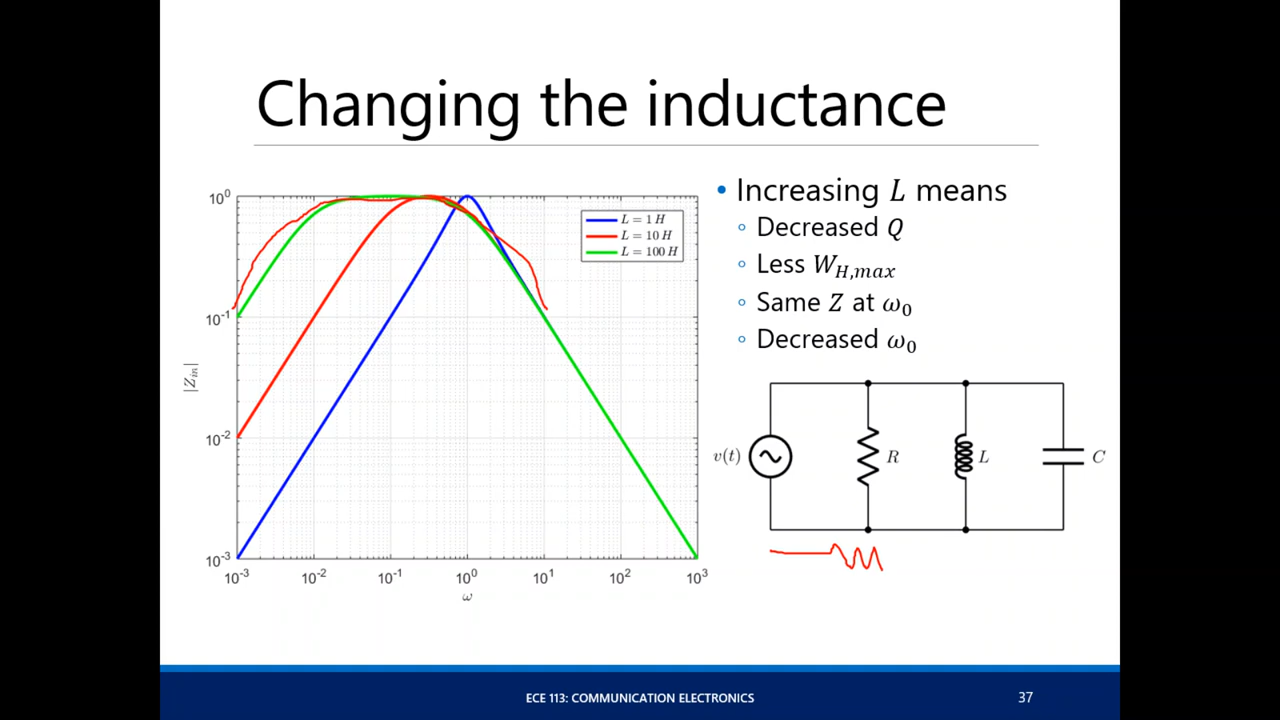 Changing the inductance
10⁰
10⁻¹
10⁻²
10⁻³
|Z_in|
10⁻³ 10⁻² 10⁻¹ 10⁰ 10¹ 10² 10³
ω
L = 1 H
L = 10 H
L = 100 H
• Increasing L means
◦ Decreased Q
◦ Less W_H,max
◦ Same Z at ω₀
◦ Decreased ω₀
v(t) R L C
ECE 113: COMMUNICATION ELECTRONICS
37